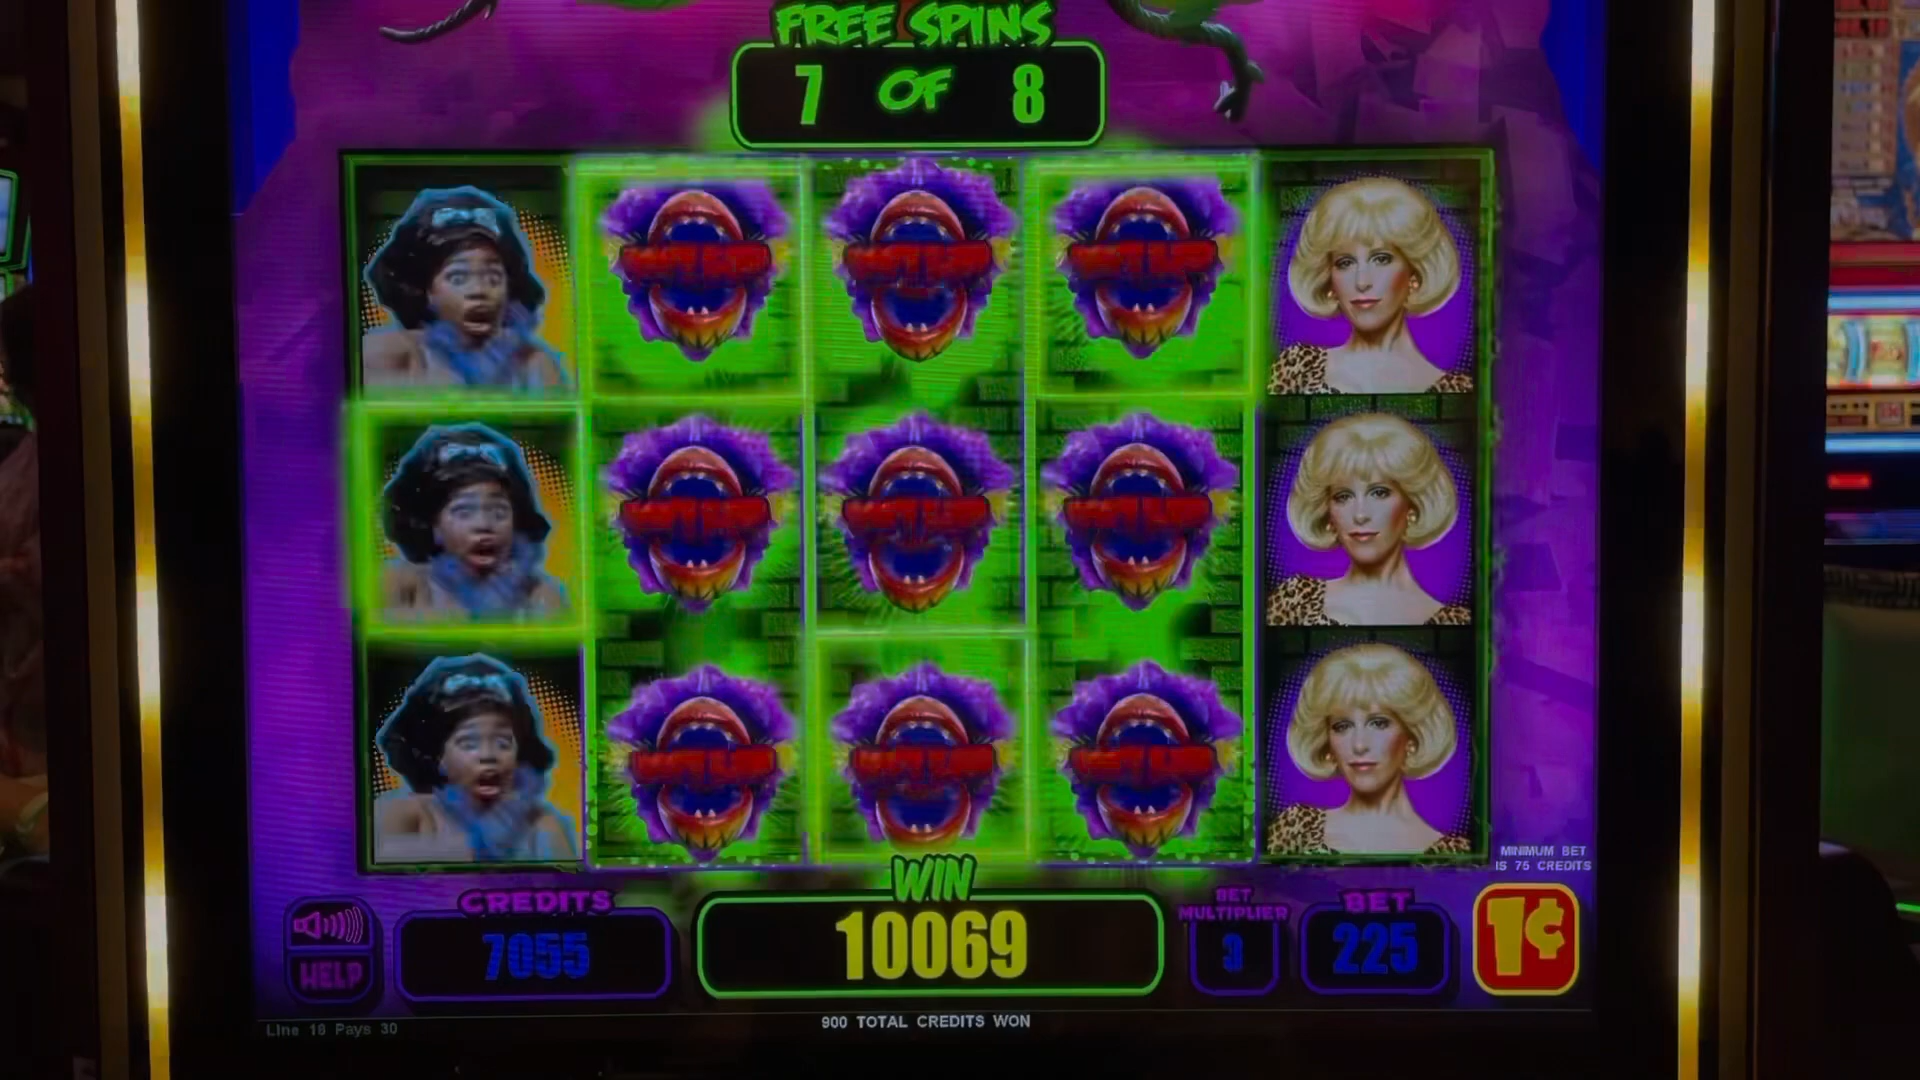 FREE SPINS
7 OF 8
MINIMUM BET
IS 75 CREDITS
WIN
CREDITS
BET
MULTIPLIER
BET
1¢
7055
10069
3
225
HELP
Line 18 Pays 30
900 TOTAL CREDITS WON